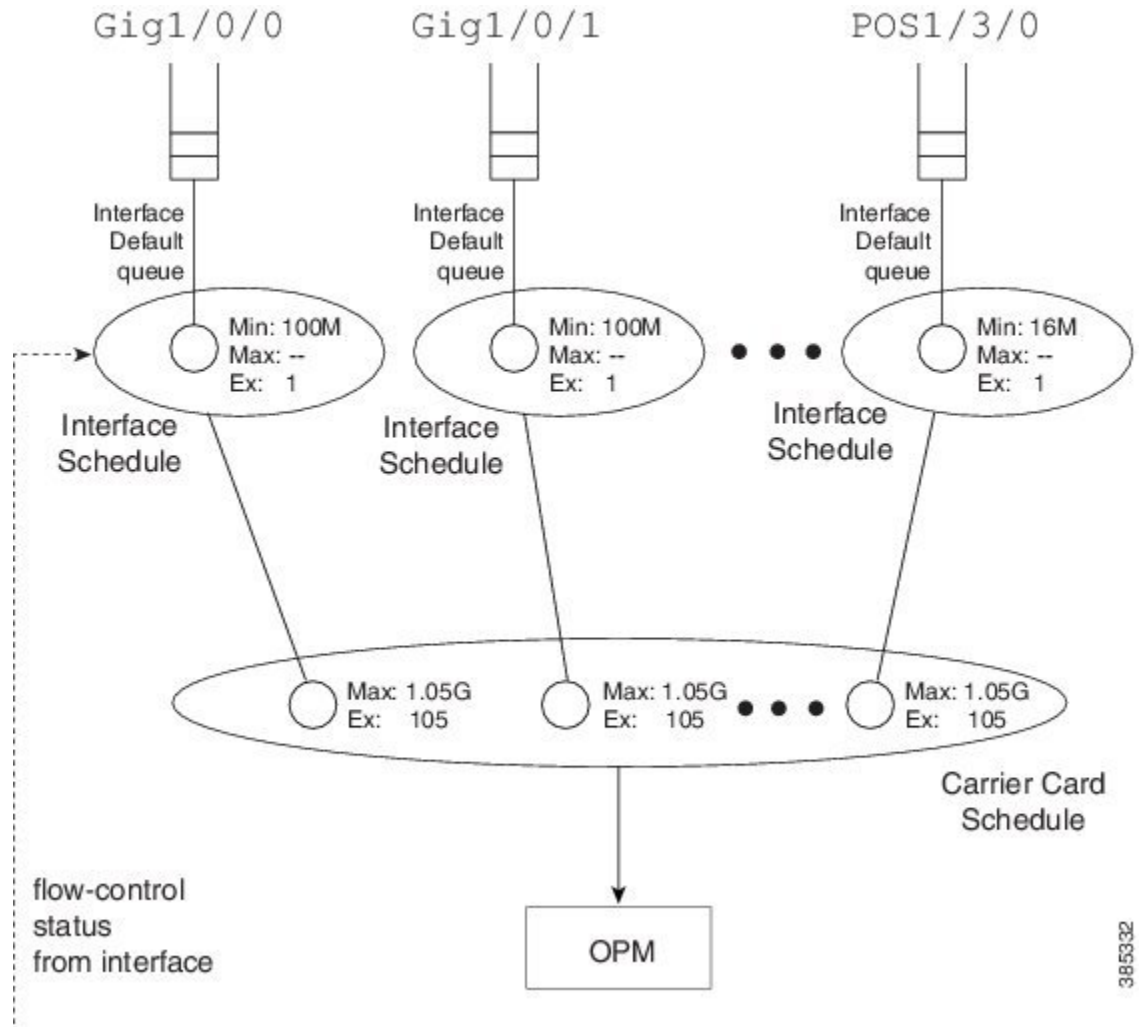 Gig1/0/0
Gig1/0/1
POS1/3/0
Interface
Default
queue
Interface
Default
queue
Interface
Default
queue
Min: 100M
Max: --
Ex: 1
Min: 100M
Max: --
Ex: 1
Min: 16M
Max: --
Ex: 1
Interface
Schedule
Interface
Schedule
Interface
Schedule
Max: 1.05G
Ex: 105
Max: 1.05G
Ex: 105
Max: 1.05G
Ex: 105
Carrier Card
Schedule
flow-control
status
from interface
OPM
385332